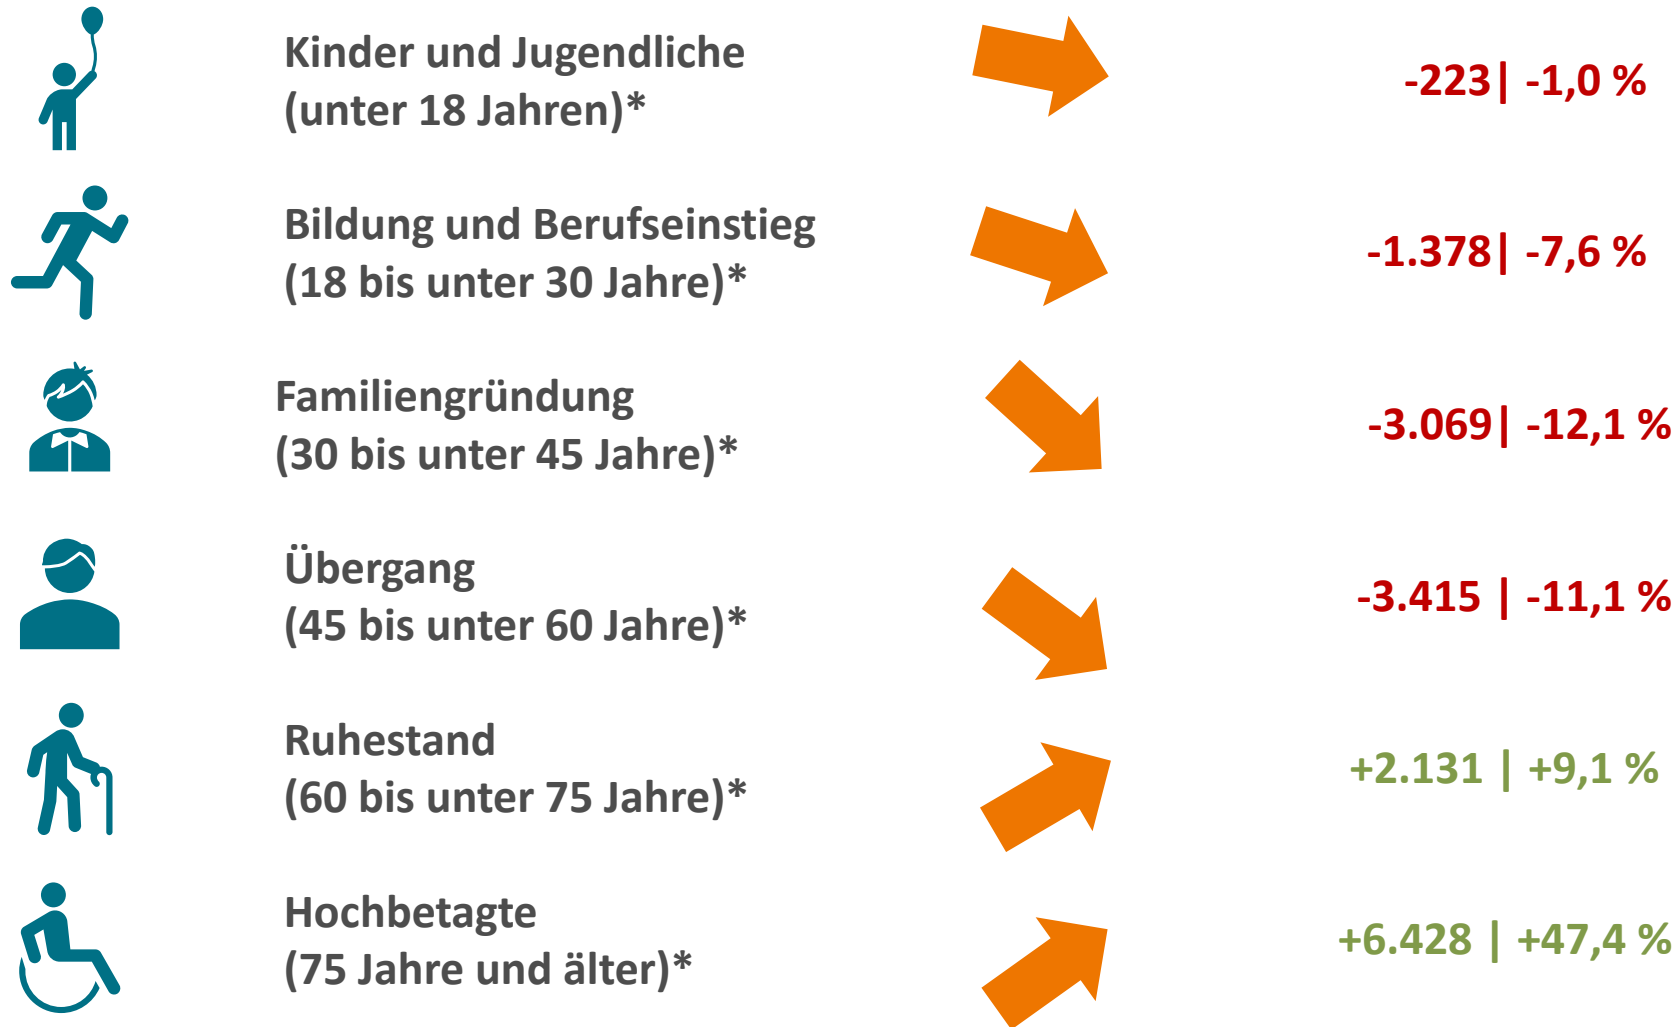 Kinder und Jugendliche
(unter 18 Jahren)*
-223| -1,0 %
Bildung und Berufseinstieg
(18 bis unter 30 Jahre)*
-1.378| -7,6 %
Familiengründung
(30 bis unter 45 Jahre)*
-3.069| -12,1 %
Übergang
(45 bis unter 60 Jahre)*
-3.415 | -11,1 %
Ruhestand
(60 bis unter 75 Jahre)*
+2.131 | +9,1 %
Hochbetagte
(75 Jahre und älter)*
+6.428 | +47,4 %